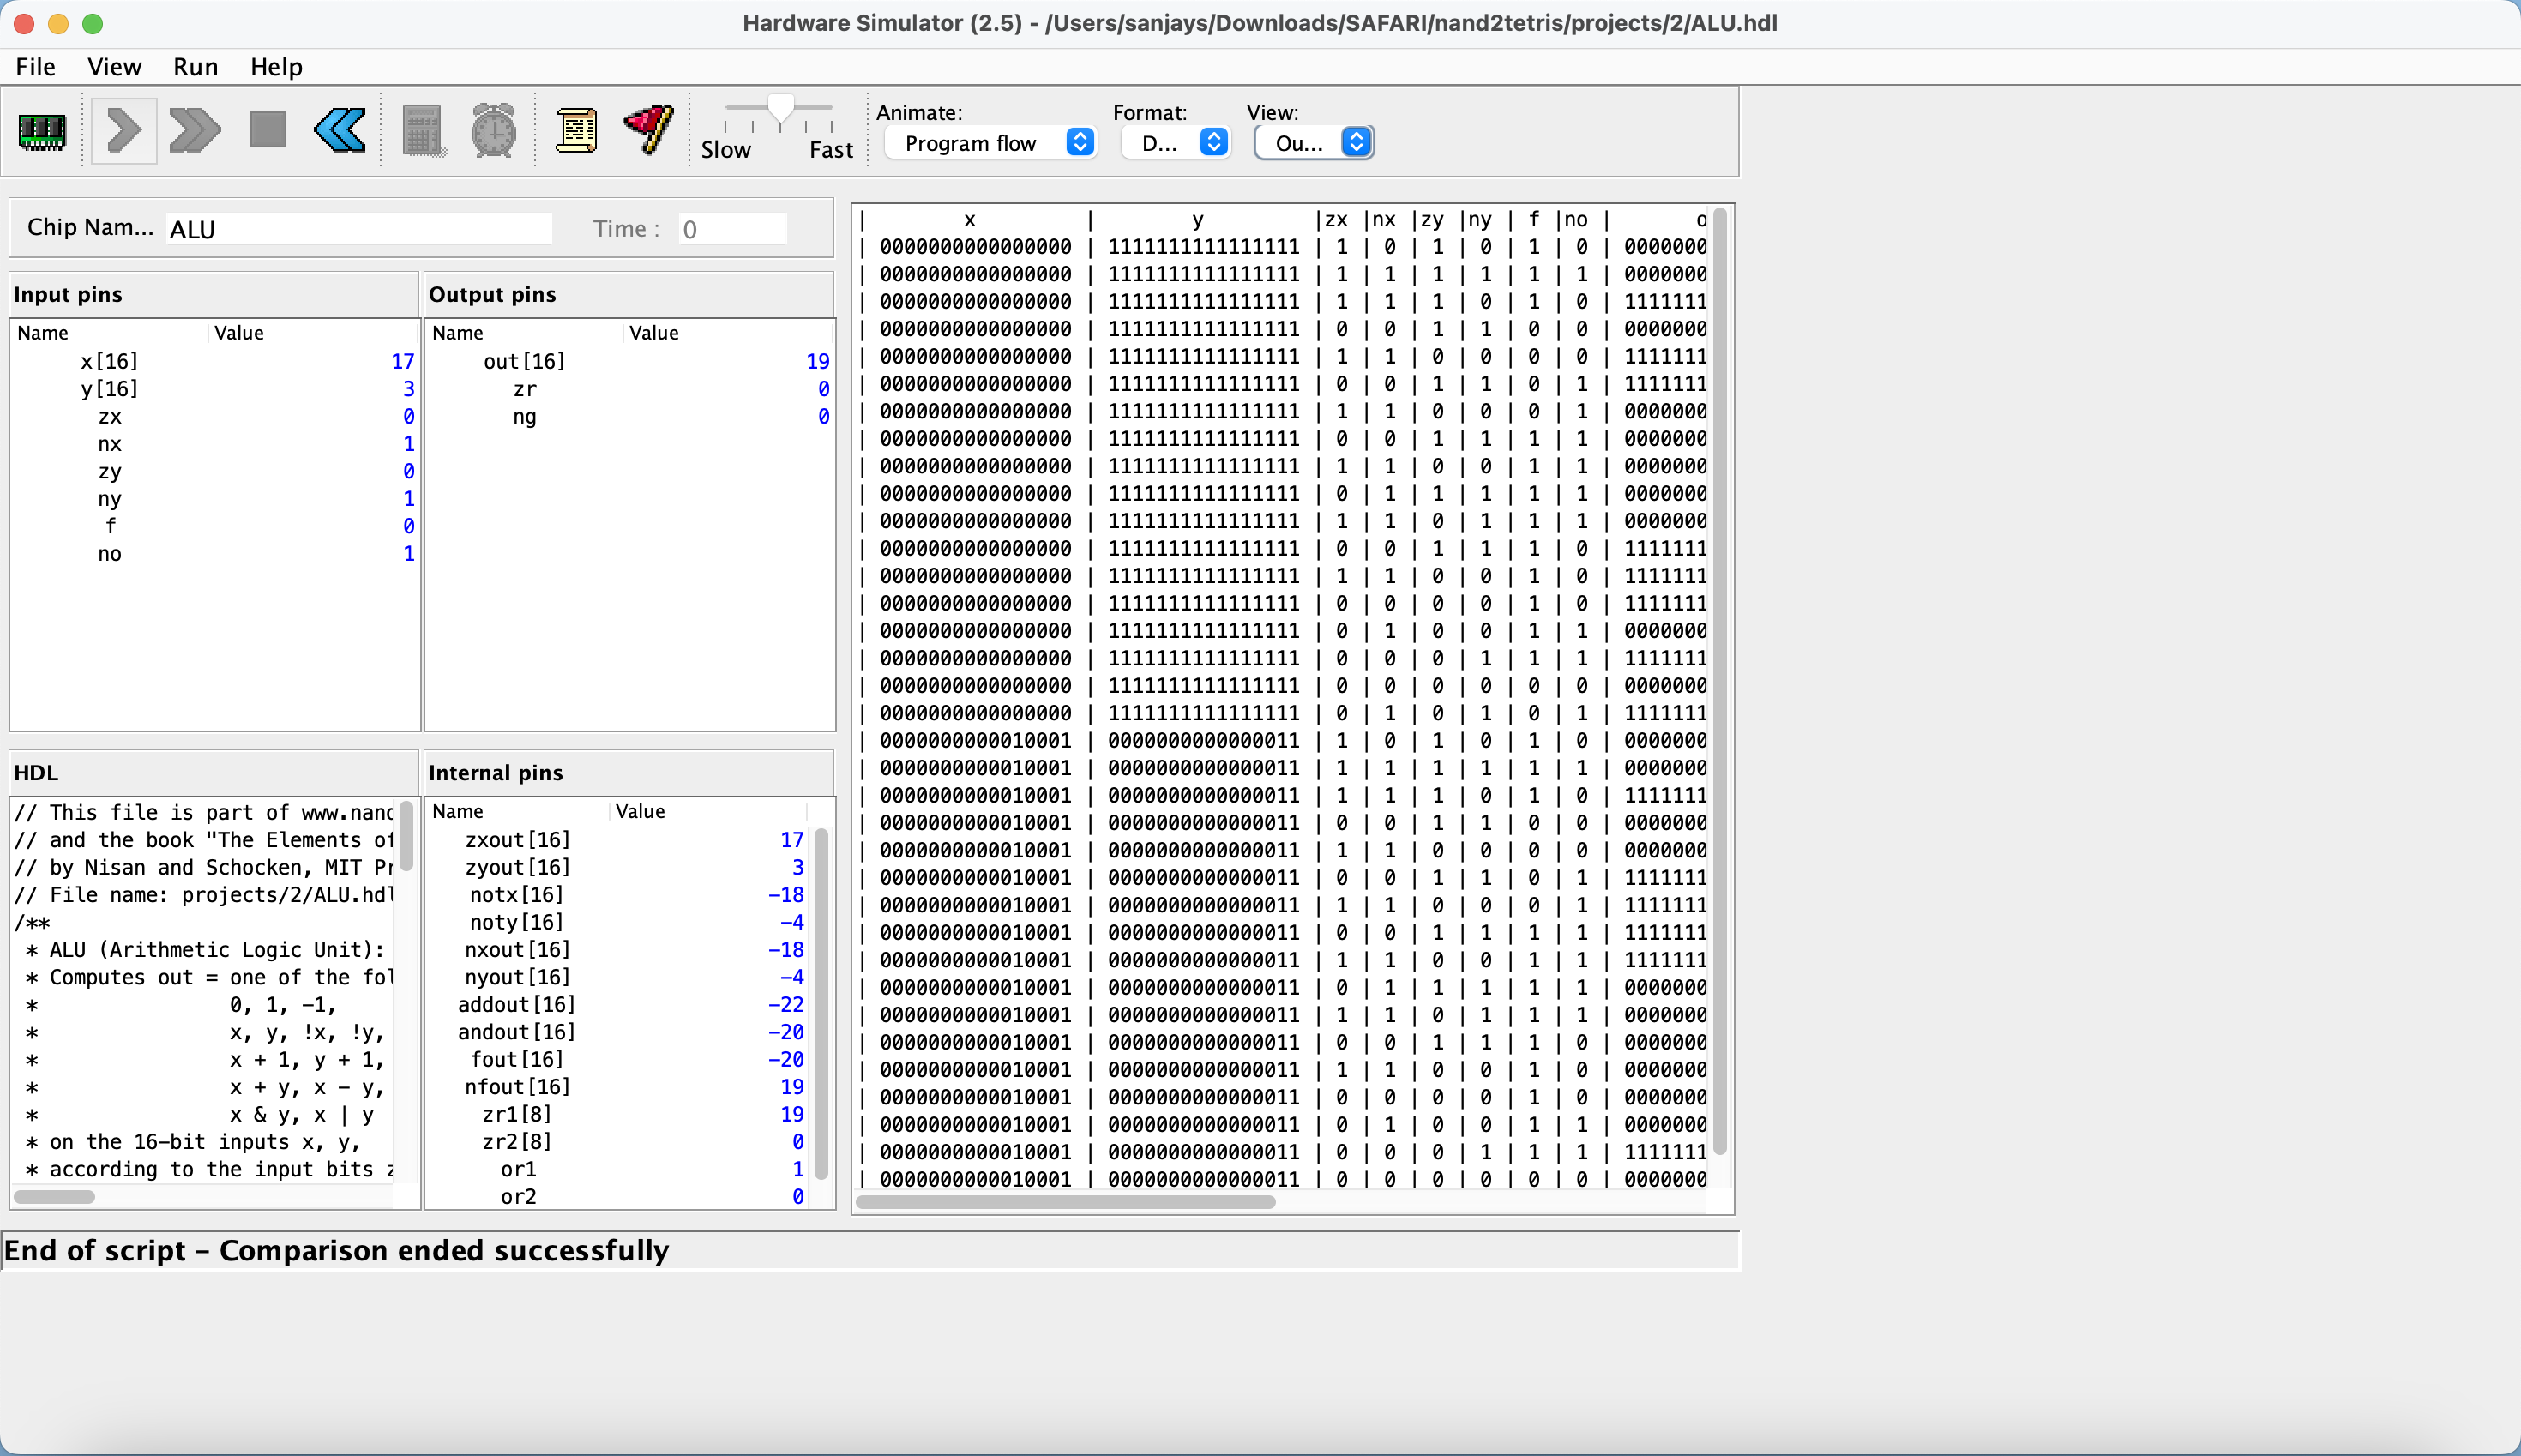 Hardware Simulator (2.5) - /Users/sanjays/Downloads/SAFARI/nand2tetris/projects/2/ALU.hdl
File View Run Help
Animate: Format: View:
Slow Fast Program flow D... Ou...
Chip Nam... ALU Time : 0
Input pins
Name Value
x[16] 17
y[16] 3
zx 0
nx 1
zy 0
ny 1
f 0
no 1
Output pins
Name Value
out[16] 19
zr 0
ng 0
HDL
// This file is part of www.nand
// and the book "The Elements of
// by Nisan and Schocken, MIT Pr
// File name: projects/2/ALU.hdl
/**
* ALU (Arithmetic Logic Unit):
* Computes out = one of the fol
* 0, 1, -1,
* x, y, !x, !y,
* x + 1, y + 1,
* x + y, x - y,
* x & y, x | y
* on the 16-bit inputs x, y,
* according to the input bits z
Internal pins
Name Value
zxout[16] 17
zyout[16] 3
notx[16] -18
noty[16] -4
nxout[16] -18
nyout[16] -4
addout[16] -22
andout[16] -20
fout[16] -20
nfout[16] 19
zr1[8] 19
zr2[8] 0
or1 1
or2 0
| x | y |zx |nx |zy |ny | f |no | o
| 0000000000000000 | 1111111111111111 | 1 | 0 | 1 | 0 | 1 | 0 | 0000000
| 0000000000000000 | 1111111111111111 | 1 | 1 | 1 | 1 | 1 | 1 | 0000000
| 0000000000000000 | 1111111111111111 | 1 | 1 | 1 | 0 | 1 | 0 | 1111111
| 0000000000000000 | 1111111111111111 | 0 | 0 | 1 | 1 | 0 | 0 | 0000000
| 0000000000000000 | 1111111111111111 | 1 | 1 | 0 | 0 | 0 | 0 | 1111111
| 0000000000000000 | 1111111111111111 | 0 | 0 | 1 | 1 | 0 | 1 | 1111111
| 0000000000000000 | 1111111111111111 | 1 | 1 | 0 | 0 | 0 | 1 | 0000000
| 0000000000000000 | 1111111111111111 | 0 | 0 | 1 | 1 | 1 | 1 | 0000000
| 0000000000000000 | 1111111111111111 | 1 | 1 | 0 | 0 | 1 | 1 | 0000000
| 0000000000000000 | 1111111111111111 | 0 | 1 | 1 | 1 | 1 | 1 | 0000000
| 0000000000000000 | 1111111111111111 | 1 | 1 | 0 | 1 | 1 | 1 | 0000000
| 0000000000000000 | 1111111111111111 | 0 | 0 | 1 | 1 | 1 | 0 | 1111111
| 0000000000000000 | 1111111111111111 | 1 | 1 | 0 | 0 | 1 | 0 | 1111111
| 0000000000000000 | 1111111111111111 | 0 | 0 | 0 | 0 | 1 | 0 | 1111111
| 0000000000000000 | 1111111111111111 | 0 | 1 | 0 | 0 | 1 | 1 | 0000000
| 0000000000000000 | 1111111111111111 | 0 | 0 | 0 | 1 | 1 | 1 | 1111111
| 0000000000000000 | 1111111111111111 | 0 | 0 | 0 | 0 | 0 | 0 | 0000000
| 0000000000000000 | 1111111111111111 | 0 | 1 | 0 | 1 | 0 | 1 | 1111111
| 0000000000010001 | 0000000000000011 | 1 | 0 | 1 | 0 | 1 | 0 | 0000000
| 0000000000010001 | 0000000000000011 | 1 | 1 | 1 | 1 | 1 | 1 | 0000000
| 0000000000010001 | 0000000000000011 | 1 | 1 | 1 | 0 | 1 | 0 | 1111111
| 0000000000010001 | 0000000000000011 | 0 | 0 | 1 | 1 | 0 | 0 | 0000000
| 0000000000010001 | 0000000000000011 | 1 | 1 | 0 | 0 | 0 | 0 | 0000000
| 0000000000010001 | 0000000000000011 | 0 | 0 | 1 | 1 | 0 | 1 | 1111111
| 0000000000010001 | 0000000000000011 | 1 | 1 | 0 | 0 | 0 | 1 | 1111111
| 0000000000010001 | 0000000000000011 | 0 | 0 | 1 | 1 | 1 | 1 | 1111111
| 0000000000010001 | 0000000000000011 | 1 | 1 | 0 | 0 | 1 | 1 | 1111111
| 0000000000010001 | 0000000000000011 | 0 | 1 | 1 | 1 | 1 | 1 | 0000000
| 0000000000010001 | 0000000000000011 | 1 | 1 | 0 | 1 | 1 | 1 | 0000000
| 0000000000010001 | 0000000000000011 | 0 | 0 | 1 | 1 | 1 | 0 | 0000000
| 0000000000010001 | 0000000000000011 | 1 | 1 | 0 | 0 | 1 | 0 | 0000000
| 0000000000010001 | 0000000000000011 | 0 | 0 | 0 | 0 | 1 | 0 | 0000000
| 0000000000010001 | 0000000000000011 | 0 | 1 | 0 | 0 | 1 | 1 | 0000000
| 0000000000010001 | 0000000000000011 | 0 | 0 | 0 | 1 | 1 | 1 | 1111111
| 0000000000010001 | 0000000000000011 | 0 | 0 | 0 | 0 | 0 | 0 | 0000000
End of script - Comparison ended successfully